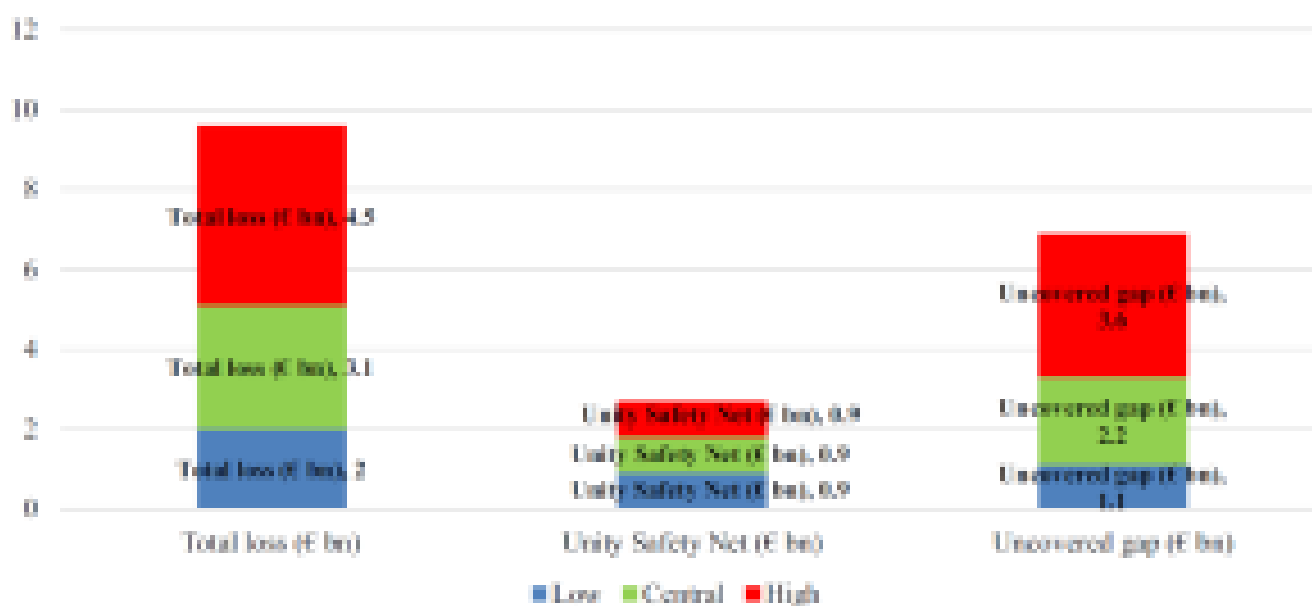 12
10
8
6
4
2
0
Total loss (€ bn), 4.5
Total loss (€ bn), 3.1
Total loss (€ bn), 2
Unity Safety Net (€ bn), 0.9
Unity Safety Net (€ bn), 0.9
Unity Safety Net (€ bn), 0.9
Uncovered gap (€ bn),
3.6
Uncovered gap (€ bn),
2.2
Uncovered gap (€ bn),
1.1
Total loss (€ bn)
Unity Safety Net (€ bn)
Uncovered gap (€ bn)
Low
Central
High